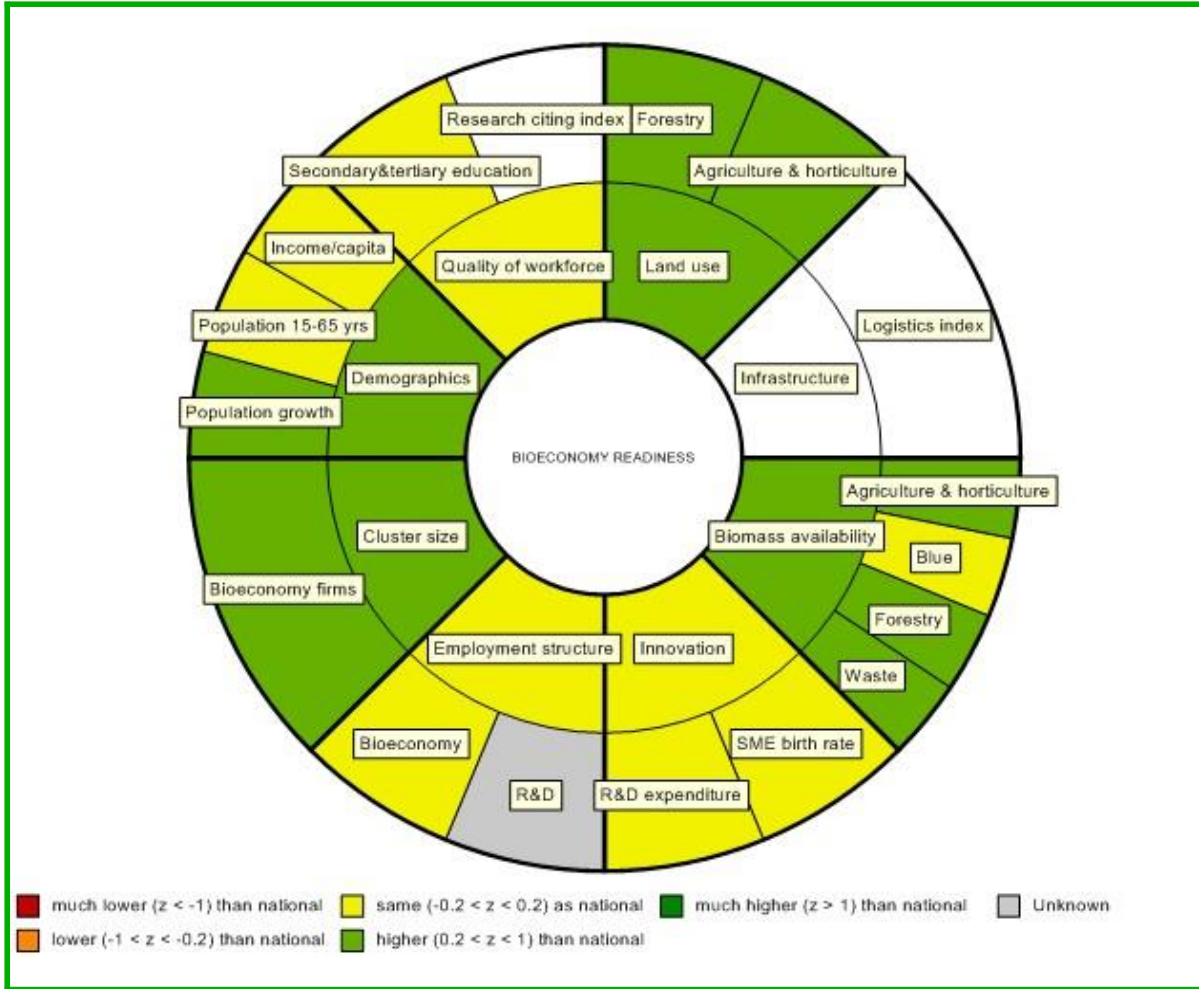 Research citing index
Forestry
Secondary&tertiary education
Agriculture & horticulture
Income/capita
Quality of workforce
Land use
Population 15-65 yrs
Logistics index
Demographics
Infrastructure
Population growth
BIOECONOMY READINESS
Agriculture & horticulture
Cluster size
Biomass availability
Blue
Bioeconomy firms
Forestry
Employment structure
Innovation
Waste
Bioeconomy
SME birth rate
R&D
R&D expenditure
much lower (z < -1) than national
same (-0.2 < z < 0.2) as national
much higher (z > 1) than national
Unknown
lower (-1 < z < -0.2) than national
higher (0.2 < z < 1) than national